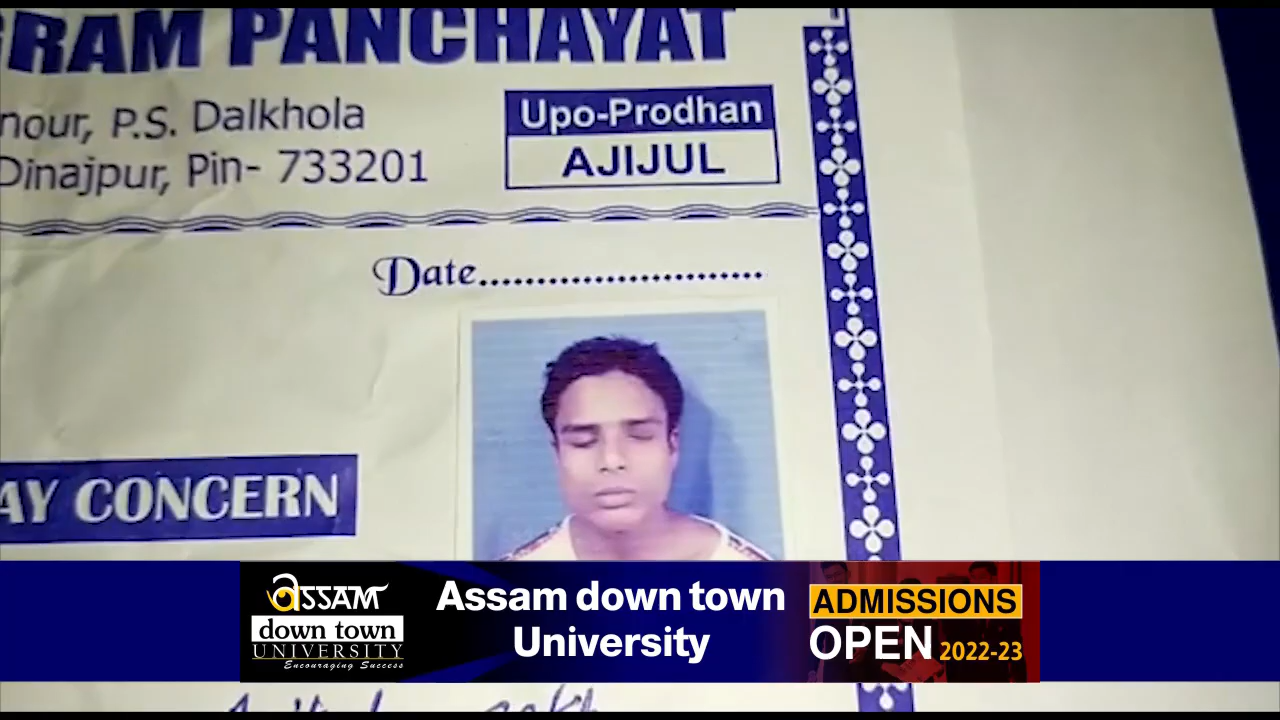 GRAM PANCHAYAT
nour, P.S. Dalkhola
Dinajpur, Pin- 733201
Upo-Prodhan
AJIJUL
Date........................
AY CONCERN
ASSAM
down town
UNIVERSITY
Encouraging Success
Assam down town
University
ADMISSIONS
OPEN 2022-23